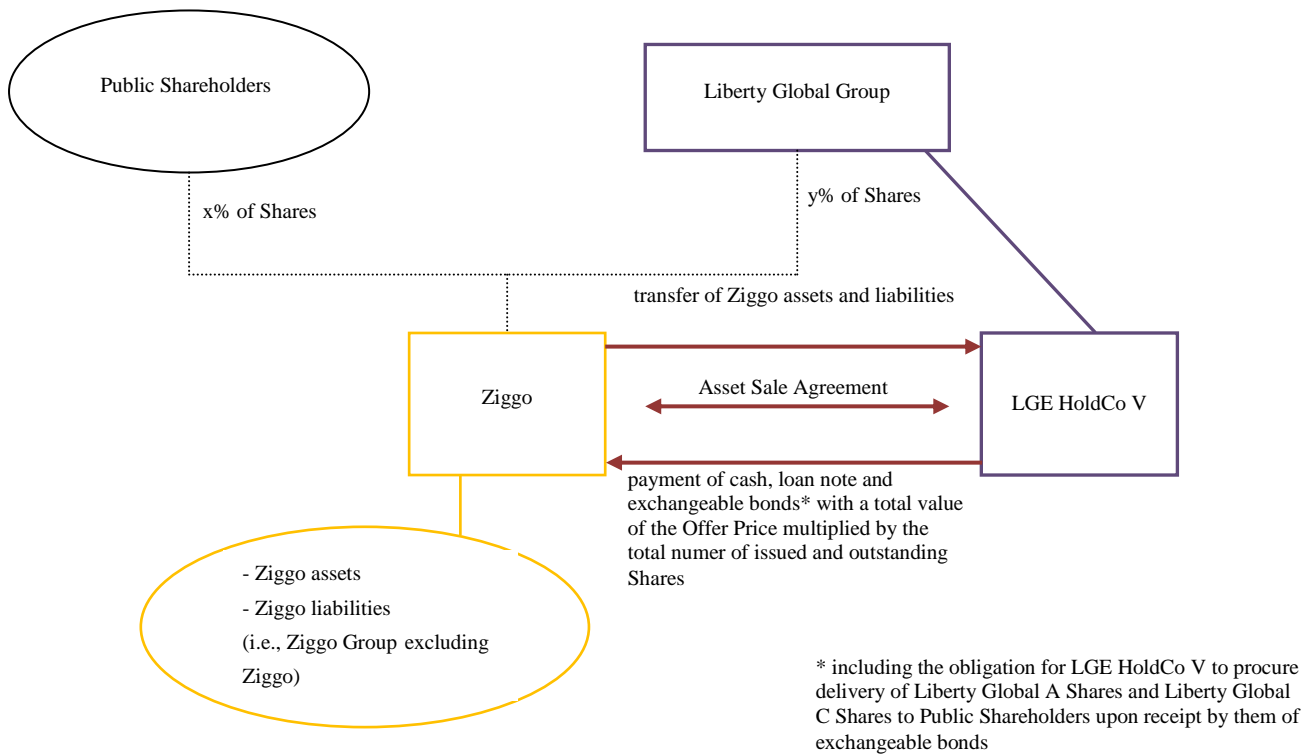 Public Shareholders
Liberty Global Group
x% of Shares
y% of Shares
transfer of Ziggo assets and liabilities
Ziggo
Asset Sale Agreement
LGE HoldCo V
payment of cash, loan note and
exchangeable bonds* with a total value
of the Offer Price multiplied by the
total numer of issued and outstanding
Shares
- Ziggo assets
- Ziggo liabilities
(i.e., Ziggo Group excluding
Ziggo)
* including the obligation for LGE HoldCo V to procure
delivery of Liberty Global A Shares and Liberty Global
C Shares to Public Shareholders upon receipt by them of
exchangeable bonds